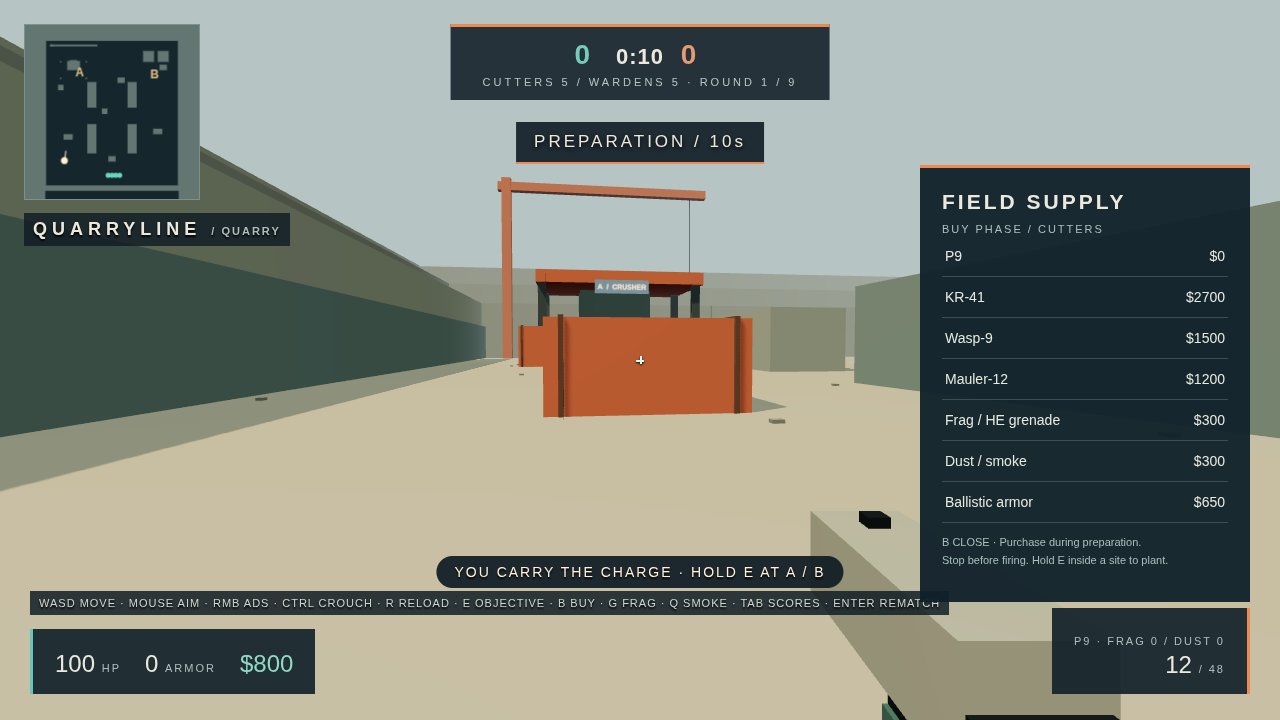 A
B
QUARRYLINE / QUARRY
0 0:10 0
CUTTERS 5 / WARDENS 5 · ROUND 1 / 9
PREPARATION / 10s
A / CRUSHER
FIELD SUPPLY
BUY PHASE / CUTTERS
P9 $0
KR-41 $2700
Wasp-9 $1500
Mauler-12 $1200
Frag / HE grenade $300
Dust / smoke $300
Ballistic armor $650
B CLOSE · Purchase during preparation.
Stop before firing. Hold E inside a site to plant.
YOU CARRY THE CHARGE · HOLD E AT A / B
WASD MOVE · MOUSE AIM · RMB ADS · CTRL CROUCH · R RELOAD · E OBJECTIVE · B BUY · G FRAG · Q SMOKE · TAB SCORES · ENTER REMATCH
100 HP 0 ARMOR $800
P9 · FRAG 0 / DUST 0
12 / 48